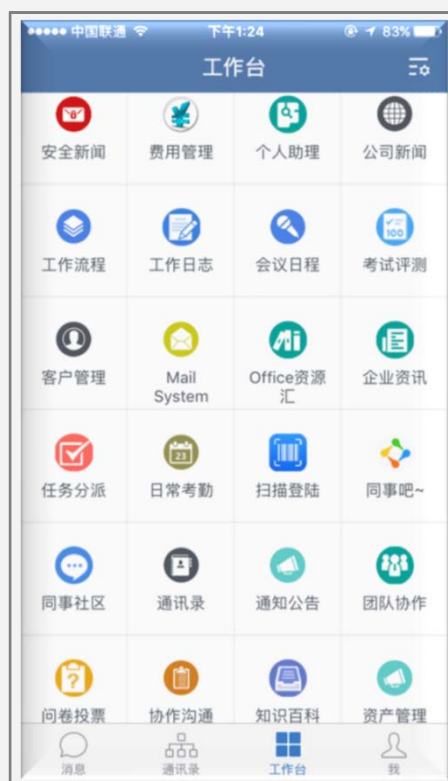 中国联通 下午1:24 83%
工作台
安全新闻 费用管理 个人助理 公司新闻
100
工作流程 工作日志 会议日程 考试评测
客户管理 Mail System Office资源汇 企业资讯
23
任务分派 日常考勤 扫描登陆 同事吧~
同事社区 通讯录 通知公告 团队协作
问卷投票 协作沟通 知识百科 资产管理
消息 通讯录 工作台 我